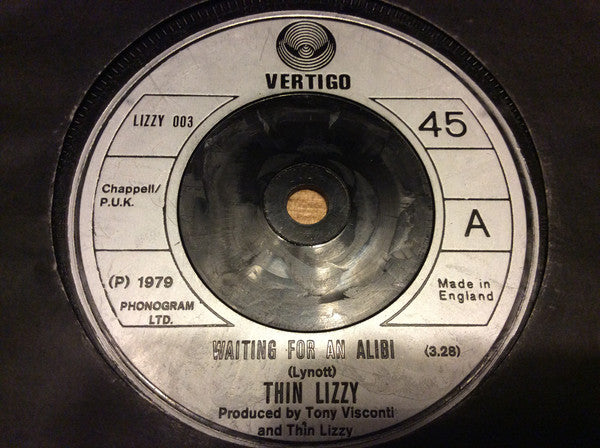 VERTIGO
LIZZY 003
45
Chappell/
P.U.K.
A
(P) 1979
PHONOGRAM
LTD.
Made in
England
WAITING FOR AN ALIBI (3.28)
(Lynott)
THIN LIZZY
Produced by Tony Visconti
and Thin Lizzy